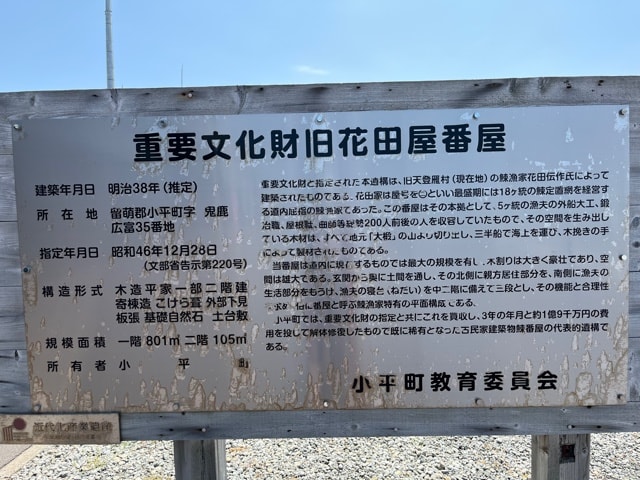 重要文化財旧花田屋番屋
建築年月日 明治38年(推定)
所在地 留萌郡小平町字 鬼鹿
広富35番地
指定年月日 昭和46年12月28日
(文部省告示第220号)
構造形式 木造平家一部二階建
寄棟造 こけら葺 外部下見
板張 基礎自然石 土台敷
規模面積 一階 801㎡ 二階 105㎡
所有者 小平町
重要文化財と指定された本遺構は、旧天登雁村(現在地)の鰊漁家花田伝作氏によって
建築されたものである。花田家は屋号を といい最盛期には18ヶ統の鰊定置網を経営す
る道内屈指の鰊漁家であった。この番屋はその本拠として、5ヶ統の漁夫の外船大工、鍛
冶職、屋根職、曲師等総勢200人前後の人を収容していたもので、その空間を生み出し
ている木材は、すべて地元「大椴」の山より切り出し、三半船で海上を運び、木挽きの手
によって製材されたものである。
当番屋は道内に現存するものでは最大の規模を有し、木割りは大きく豪壮であり、空
間は雄大である。玄関から奥に土間を通し、その北側に親方居住部分を、南側に漁夫の
生活部分をもうけ、漁夫の寝台(ねだい)を中二階に備えて三段とし、その機能と合理性
に番屋と呼ぶ鰊漁家特有の平面構成である。
小平町では、重要文化財の指定と共にこれを買収し、3年の年月と約1億9千万円の費
用を投じて解体修復したもので既に稀有となった古民家建築物鰊番屋の代表的遺構で
ある。
小平町教育委員会
近代化産業遺産